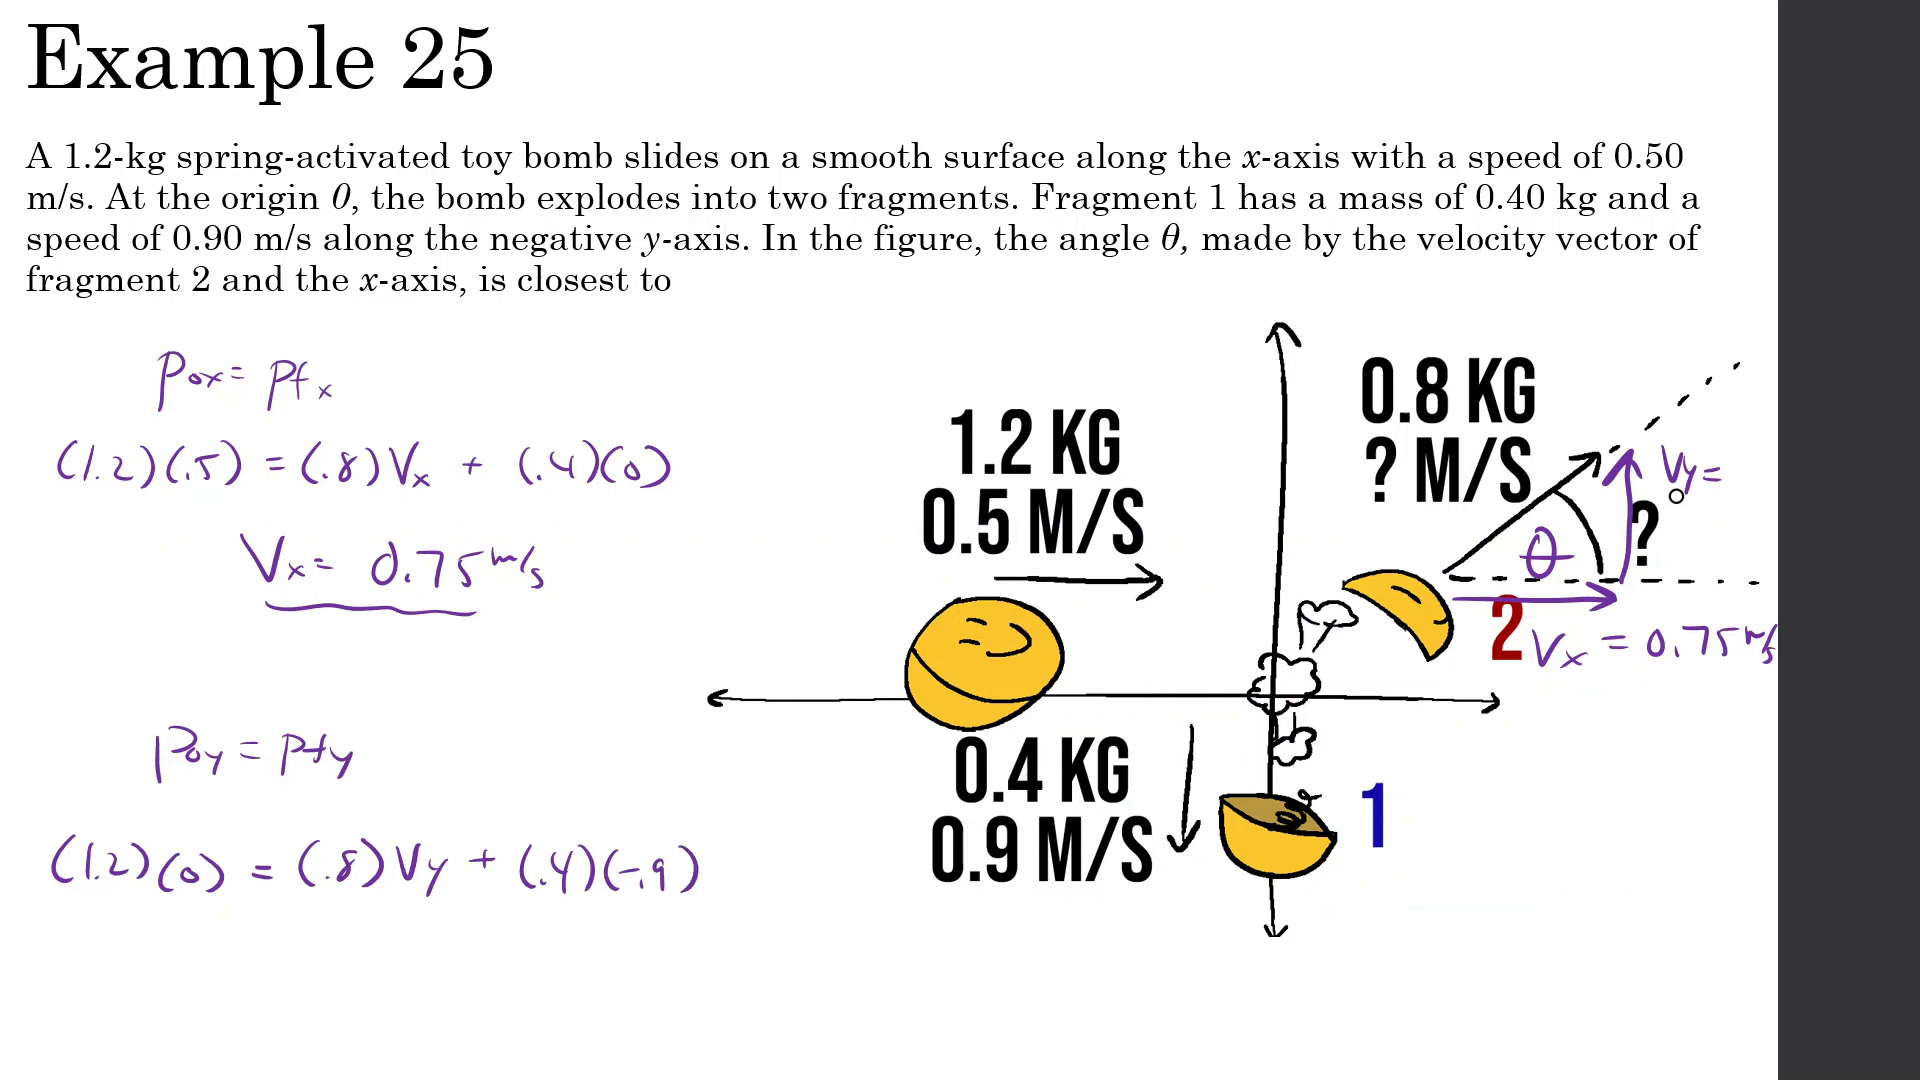 Example 25
A 1.2-kg spring-activated toy bomb slides on a smooth surface along the x-axis with a speed of 0.50
m/s. At the origin 0, the bomb explodes into two fragments. Fragment 1 has a mass of 0.40 kg and a
speed of 0.90 m/s along the negative y-axis. In the figure, the angle θ, made by the velocity vector of
fragment 2 and the x-axis, is closest to
Pox = Pfx
(1.2)(.5) = (.8)Vx + (.4)(0)
Vx = 0.75 m/s
Poy = Pfy
(1.2)(0) = (.8)Vy + (.4)(-.9)
1.2 KG
0.5 M/S
0.8 KG
? M/S
Vy =
?
θ
2
Vx = 0.75 m/s
0.4 KG
0.9 M/S
1